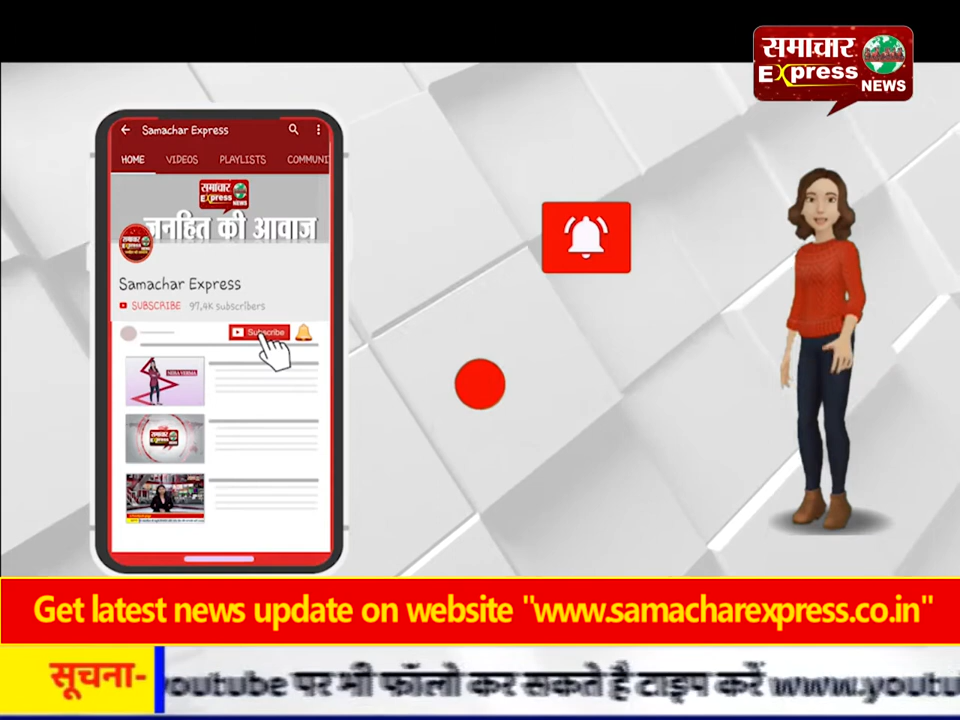 समाचार
Express
NEWS
Samachar Express
HOME VIDEOS PLAYLISTS COMMUNI
समाचार
Express
NEWS
जनहित की आवाज
Samachar Express
SUBSCRIBE 97.4K subscribers
Subscribe
Get latest news update on website "www.samacharexpress.co.in"
सूचना- youtube पर भी फॉलो कर सकते है टाइप करें www.youtu